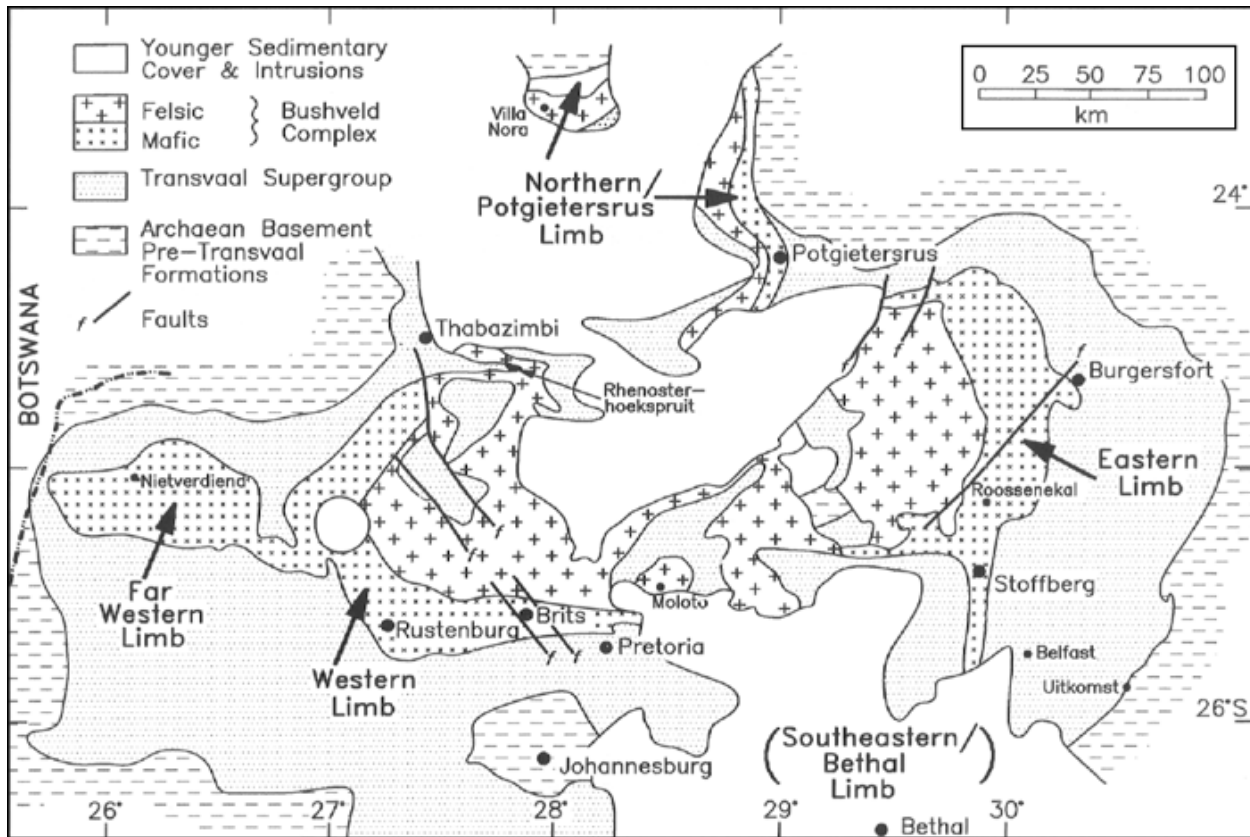 Younger Sedimentary
Cover & Intrusions
Felsic
Mafic
Bushveld
Complex
Transvaal Supergroup
Archaean Basement
Pre-Transvaal
Formations
f
Faults
0 25 50 75 100
km
Villa
Nora
Northern/
Potgietersrus
Limb
24°
Potgietersrus
BOTSWANA
Thabazimbi
Rhenoster-
hoekspruit
f
f
Burgersfort
Nietverdiend
Eastern
Limb
Roossenekal
f
f
f
Far
Western
Limb
Moloto
Stoffberg
Rustenburg
Brits
f
f
Pretoria
Western
Limb
Belfast
Uitkomst
26°S
(Southeastern/
Bethal
Limb)
Johannesburg
26° 27° 28° 29° 30°
Bethal